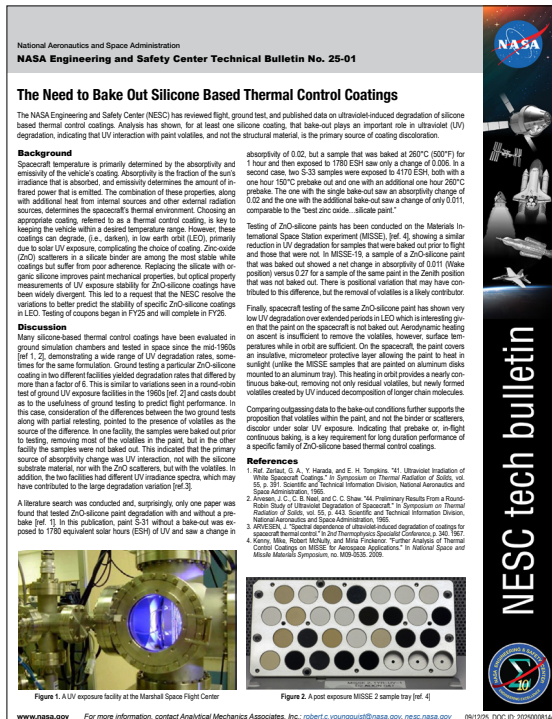 National Aeronautics and Space Administration
NASA Engineering and Safety Center Technical Bulletin No. 25-01
NASA
The Need to Bake Out Silicone Based Thermal Control Coatings
The NASA Engineering and Safety Center (NESC) has reviewed flight, ground test, and published data on ultraviolet-induced degradation of silicone
based thermal control coatings. Analysis has shown, for at least one silicone coating, that bake-out plays an important role in ultraviolet (UV)
degradation, indicating that UV interaction with paint volatiles, and not the structural material, is the primary source of coating discoloration.
Background
Spacecraft temperature is primarily determined by the absorptivity and
emissivity of the vehicle's coating. Absorptivity is the fraction of the sun's
irradiance that is absorbed, and emissivity determines the amount of in-
frared power that is emitted. The combination of these properties, along
with additional heat from internal sources and other external radiation
sources, determines the spacecraft's thermal environment. Choosing an
appropriate coating, referred to as a thermal control coating, is key to
keeping the vehicle within a desired temperature range. However, these
coatings can degrade, (i.e., darken), in low earth orbit (LEO), primarily
due to solar UV exposure, complicating the choice of coating. Zinc-oxide
(ZnO) scatterers in a silicate binder are among the most stable white
coatings but suffer from poor adherence. Replacing the silicate with or-
ganic silicone improves paint mechanical properties, but optical property
measurements of UV exposure stability for ZnO-silicone coatings have
been widely divergent. This led to a request that the NESC resolve the
variations to better predict the stability of specific ZnO-silicone coatings
in LEO. Testing of coupons began in FY25 and will complete in FY26.
Discussion
Many silicone-based thermal control coatings have been evaluated in
ground simulation chambers and tested in space since the mid-1960s
[ref 1, 2], demonstrating a wide range of UV degradation rates, some-
times for the same formulation. Ground testing a particular ZnO-silicone
coating in two different facilities yielded degradation rates that differed by
more than a factor of 6. This is similar to variations seen in a round-robin
test of ground UV exposure facilities in the 1960s [ref. 2] and casts doubt
as to the usefulness of ground testing to predict flight performance. In
this case, consideration of the differences between the two ground tests
along with partial retesting, pointed to the presence of volatiles as the
source of the difference. In one facility, the samples were baked out prior
to testing, removing most of the volatiles in the paint, but in the other
facility the samples were not baked out. This indicated that the primary
source of absorptivity change was UV interaction, not with the silicone
substrate material, nor with the ZnO scatterers, but with the volatiles. In
addition, the two facilities had different UV irradiance spectra, which may
have contributed to the large degradation variation [ref.3].
A literature search was conducted and, surprisingly, only one paper was
found that tested ZnO-silicone paint degradation with and without a pre-
bake [ref. 1]. In this publication, paint S-31 without a bake-out was ex-
posed to 1780 equivalent solar hours (ESH) of UV and saw a change in
absorptivity of 0.02, but a sample that was baked at 260°C (500°F) for
1 hour and then exposed to 1780 ESH saw only a change of 0.006. In a
second case, two S-33 samples were exposed to 4170 ESH, both with a
one hour 150°C prebake out and one with an additional one hour 260°C
prebake. The one with the single bake-out saw an absorptivity change of
0.02 and the one with the additional bake-out saw a change of only 0.011,
comparable to the "best zinc oxide...silicate paint."
Testing of ZnO-silicone paints has been conducted on the Materials In-
ternational Space Station Experiment (MISSE), [ref. 4], showing a similar
reduction in UV degradation for samples that were baked out prior to flight
and those that were not. In MISSE-19, a sample of a ZnO-silicone paint
that was baked out showed a net change in absorptivity of 0.011 (Wake
position) versus 0.27 for a sample of the same paint in the Zenith position
that was not baked out. There is positional variation that may have con-
tributed to this difference, but the removal of volatiles is a likely contributor.
Finally, spacecraft testing of the same ZnO-silicone paint has shown very
low UV degradation over extended periods in LEO which is interesting giv-
en that the paint on the spacecraft is not baked out. Aerodynamic heating
on ascent is insufficient to remove the volatiles, however, surface tem-
peratures while in orbit are sufficient. On the spacecraft, the paint covers
an insulative, micrometeor protective layer allowing the paint to heat in
sunlight (unlike the MISSE samples that are painted on aluminum disks
mounted to an aluminum tray). This heating in orbit provides a nearly con-
tinuous bake-out, removing not only residual volatiles, but newly formed
volatiles created by UV induced decomposition of longer chain molecules.
Comparing outgassing data to the bake-out conditions further supports the
proposition that volatiles within the paint, and not the binder or scatterers,
discolor under solar UV exposure. Indicating that prebake or, in-flight
continuous baking, is a key requirement for long duration performance of
a specific family of ZnO-silicone based thermal control coatings.
References
1. Ref. Zerlaut, G. A., Y. Harada, and E. H. Tompkins. "41. Ultraviolet Irradiation of
White Spacecraft Coatings." In Symposium on Thermal Radiation of Solids, vol.
55, p. 391. Scientific and Technical Information Division, National Aeronautics and
Space Administration, 1965.
2. Arvesen, J. C., C. B. Neel, and C. C. Shaw. "44. Preliminary Results From a Round-
Robin Study of Ultraviolet Degradation of Spacecraft." In Symposium on Thermal
Radiation of Solids, vol. 55, p. 443. Scientific and Technical Information Division,
National Aeronautics and Space Administration, 1965.
3. ARVESEN, J. "Spectral dependence of ultraviolet-induced degradation of coatings for
spacecraft thermal control." In 2nd Thermophysics Specialist Conference, p. 340. 1967.
4. Kenny, Mike, Robert McNulty, and Miria Finckenor. "Further Analysis of Thermal
Control Coatings on MISSE for Aerospace Applications." In National Space and
Missile Materials Symposium, no. M09-0535. 2009.
Figure 1. A UV exposure facility at the Marshall Space Flight Center
Figure 2. A post exposure MISSE 2 sample tray [ref. 4]
NESC tech bulletin
NASA ENGINEERING & SAFETY CENTER
10
www.nasa.gov For more information, contact Analytical Mechanics Associates, Inc.: robert.c.youngquist@nasa.gov, nesc.nasa.gov 09/12/25 DOC ID: 2025000814